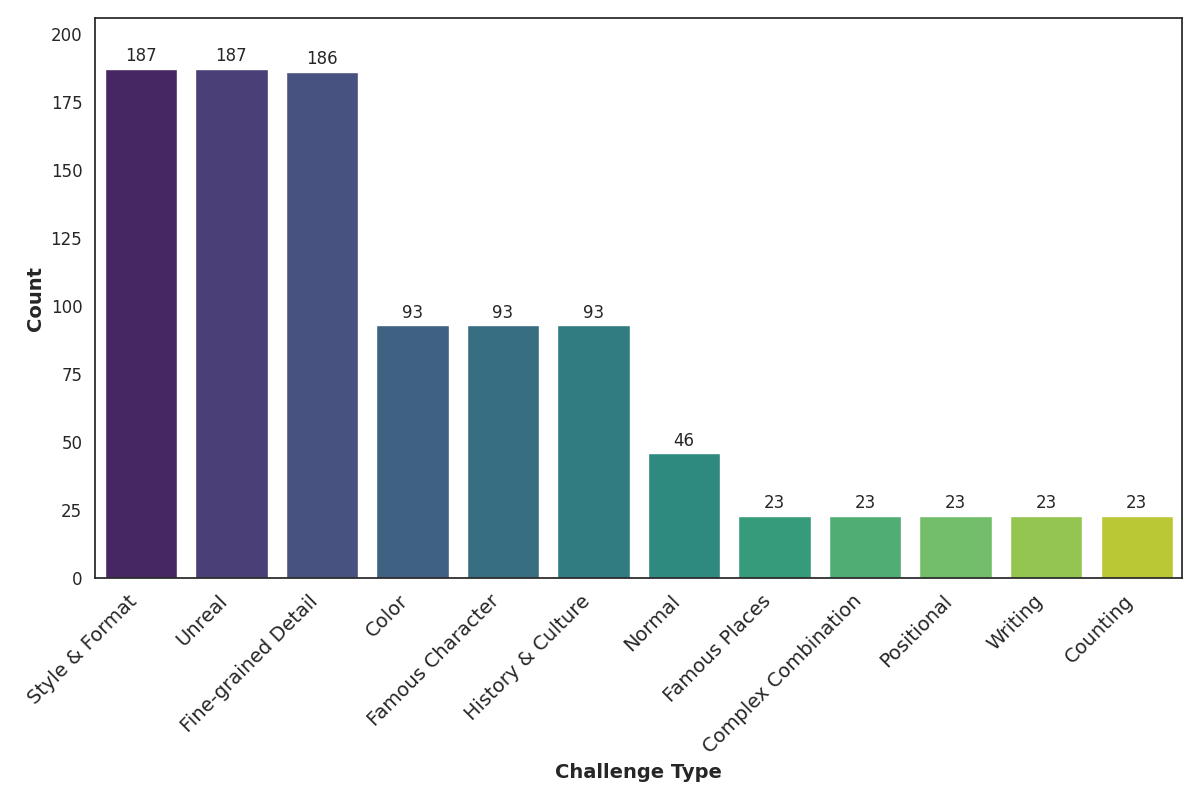 200
175
150
125
100
75
50
25
0
Count
187
187
186
93
93
93
46
23
23
23
23
23
Style & Format
Unreal
Fine-grained Detail
Color
Famous Character
History & Culture
Normal
Famous Places
Complex Combination
Positional
Writing
Counting
Challenge Type